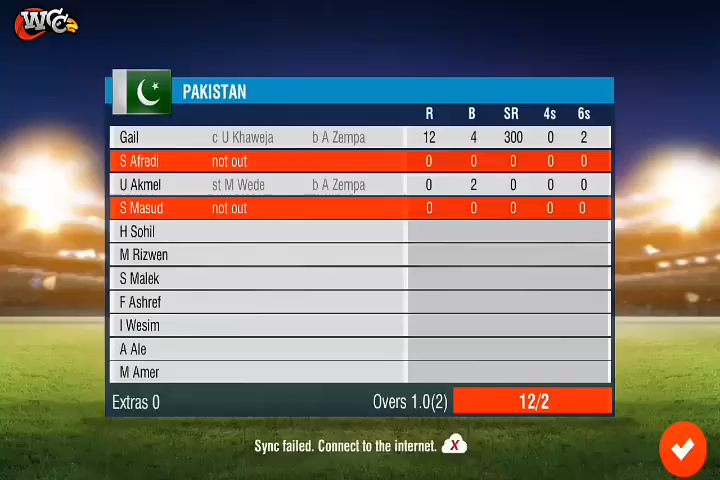 WCC
PAKISTAN
R B SR 4s 6s
Gail c U Khaweja b A Zempa 12 4 300 0 2
S Afredi not out 0 0 0 0 0
U Akmel st M Wede b A Zempa 0 2 0 0 0
S Masud not out 0 0 0 0 0
H Sohil
M Rizwen
S Malek
F Ashref
I Wesim
A Ale
M Amer
Extras 0 Overs 1.0(2) 12/2
Sync failed. Connect to the internet. X